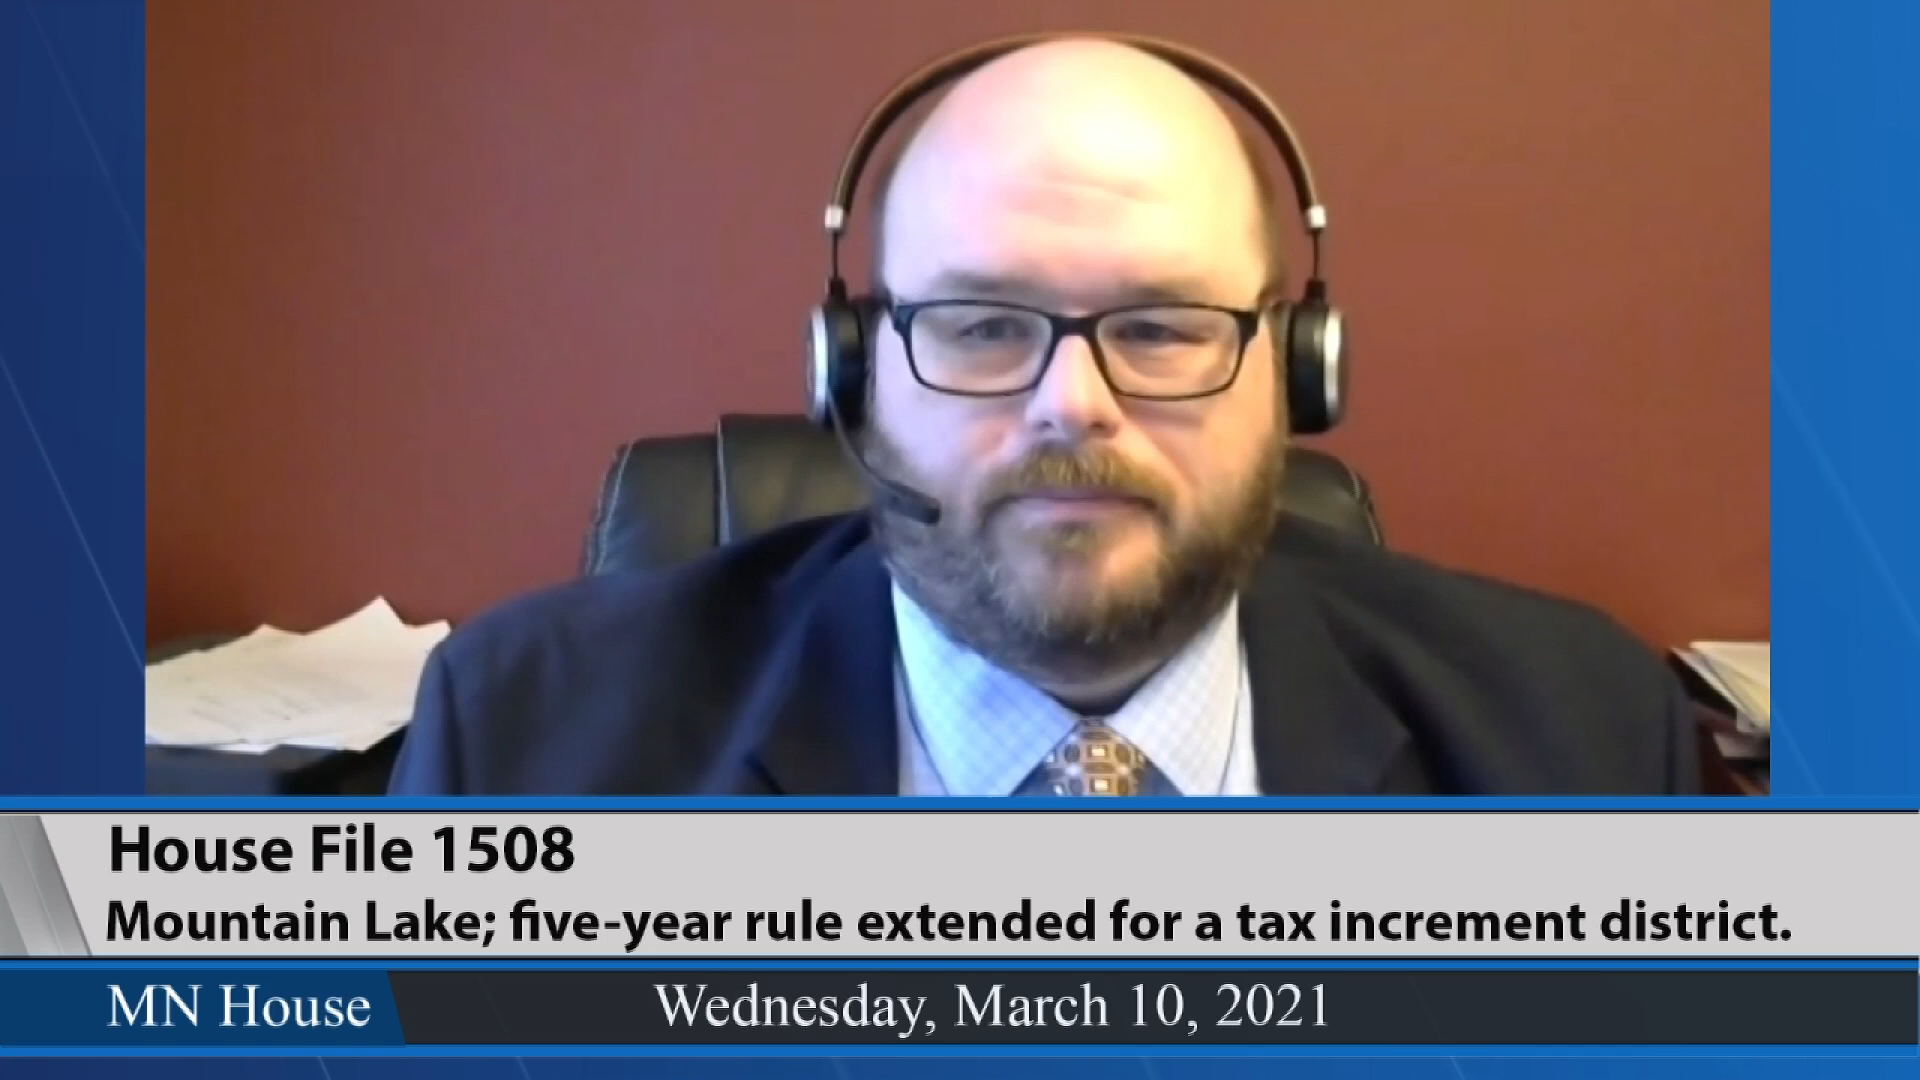 House File 1508
Mountain Lake; five-year rule extended for a tax increment district.
MN House
Wednesday, March 10, 2021